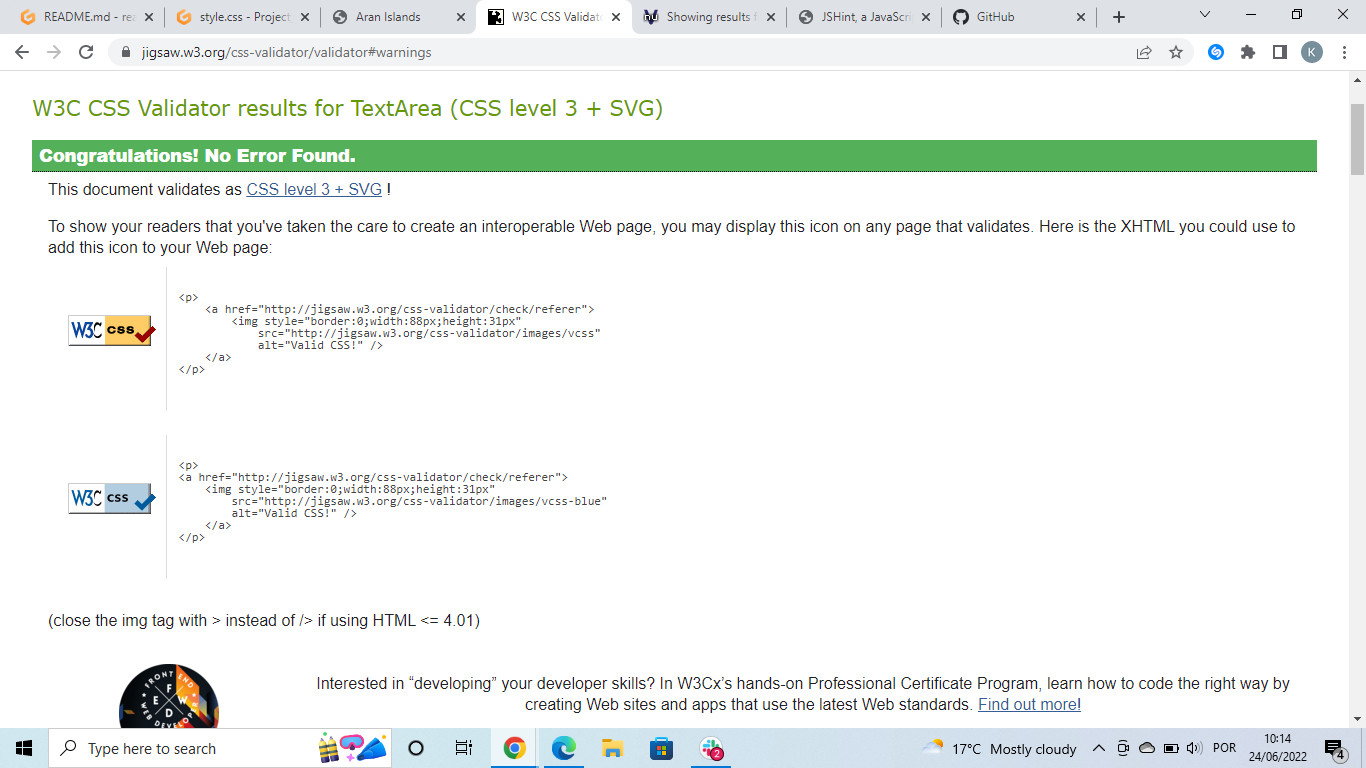 README.md - rea
style.css - Project
Aran Islands
W3C CSS Validato
Showing results f
JSHint, a JavaScri
GitHub
jigsaw.w3.org/css-validator/validator#warnings
K
W3C CSS Validator results for TextArea (CSS level 3 + SVG)
Congratulations! No Error Found.
This document validates as CSS level 3 + SVG !
To show your readers that you've taken the care to create an interoperable Web page, you may display this icon on any page that validates. Here is the XHTML you could use to
add this icon to your Web page:
W3C css
<p>
    <a href="http://jigsaw.w3.org/css-validator/check/referer">
        <img style="border:0;width:88px;height:31px"
            src="http://jigsaw.w3.org/css-validator/images/vcss"
            alt="Valid CSS!" />
    </a>
</p>
W3C css
<p>
<a href="http://jigsaw.w3.org/css-validator/check/referer">
    <img style="border:0;width:88px;height:31px"
        src="http://jigsaw.w3.org/css-validator/images/vcss-blue"
        alt="Valid CSS!" />
    </a>
</p>
(close the img tag with > instead of /> if using HTML <= 4.01)
FRONT END
F
E W
D
WEB DEVELOP
Interested in “developing” your developer skills? In W3Cx’s hands-on Professional Certificate Program, learn how to code the right way by
creating Web sites and apps that use the latest Web standards. Find out more!
Type here to search
2
17°C Mostly cloudy
POR
10:14
24/06/2022
4